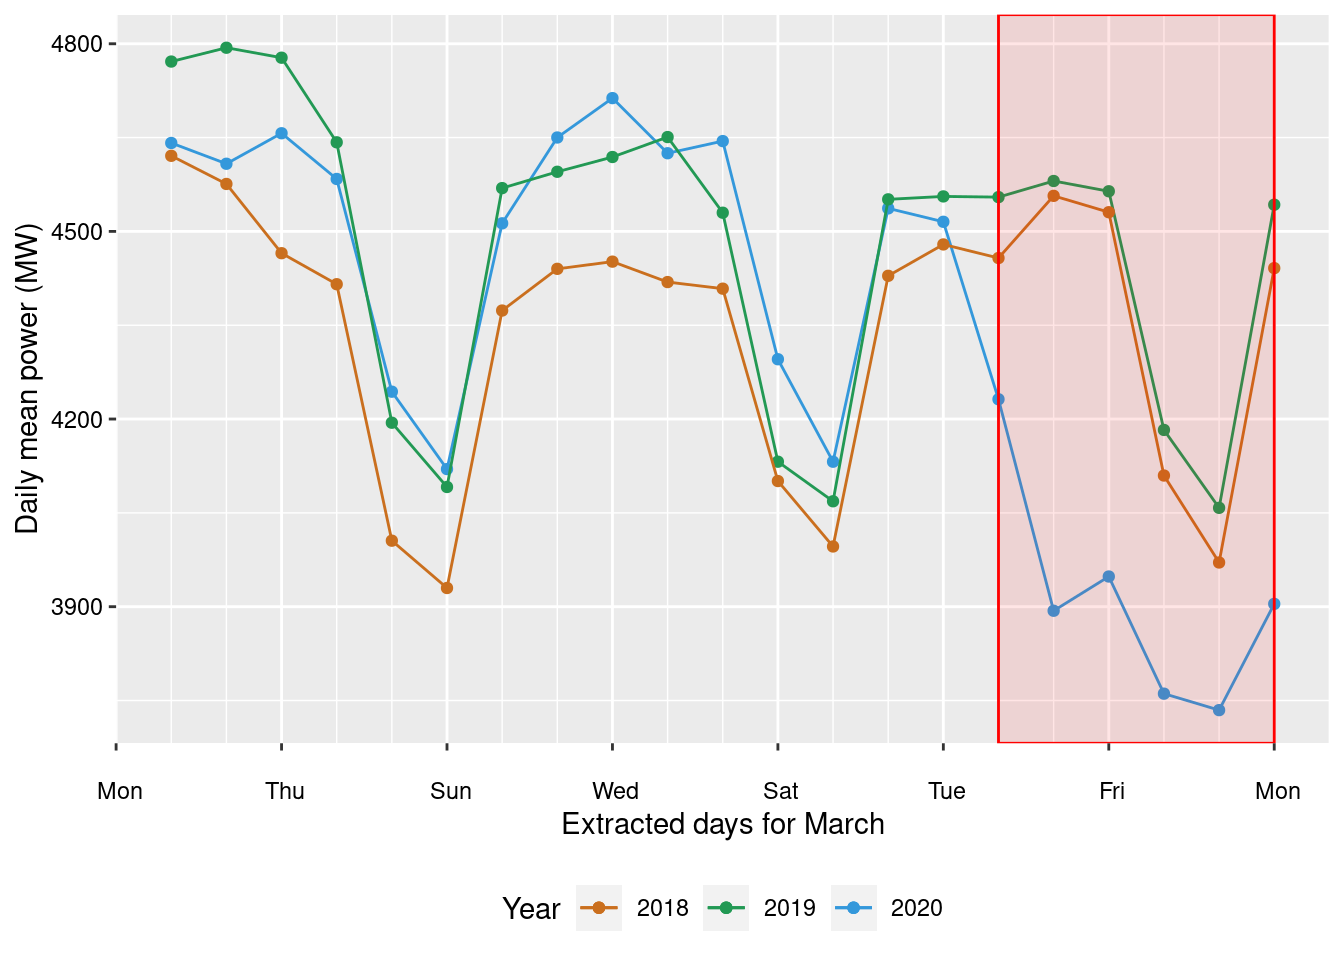 4800
4500
4200
3900
Daily mean power (MW)
Mon Thu Sun Wed Sat Tue Fri Mon
Extracted days for March
Year 2018 2019 2020